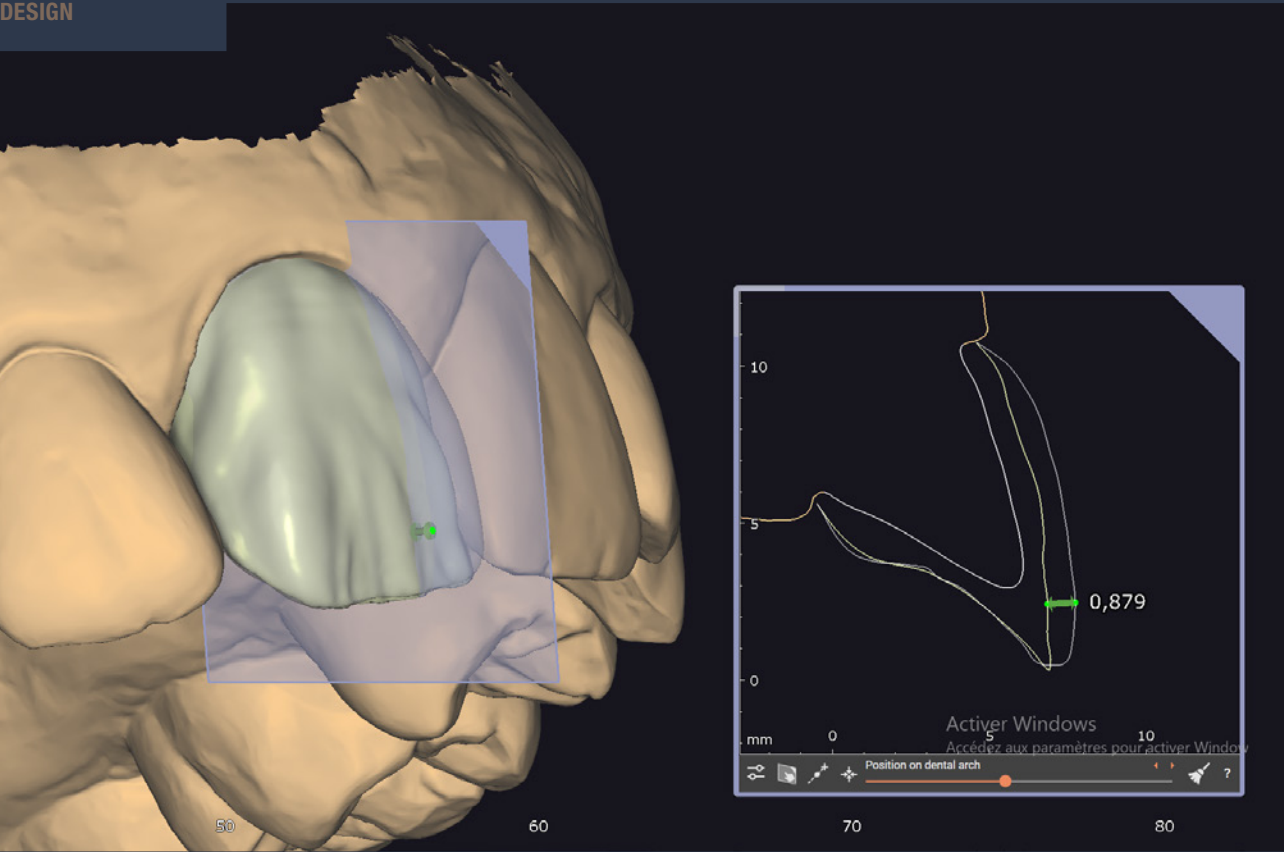 DESIGN
10
5
0
0,879
mm
0
5
10
Activer Windows
Accédez aux paramètres pour activer Window
Position on dental arch
?
50
60
70
80